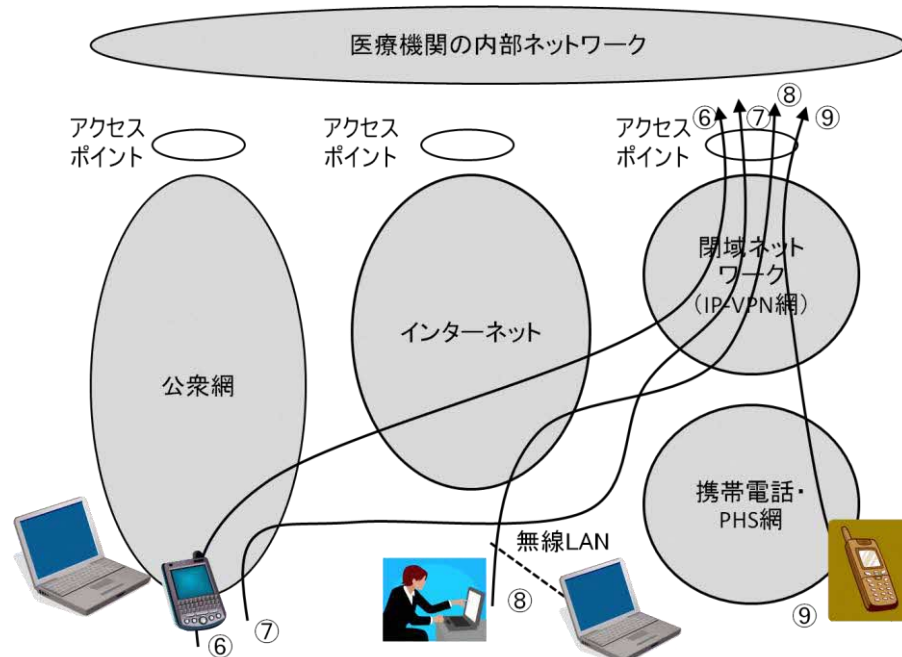 医療機関の内部ネットワーク
アクセス
ポイント
アクセス
ポイント
アクセス
ポイント
⑥
⑦
⑧
⑨
閉域ネット
ワーク
(IP-VPN網)
インターネット
公衆網
携帯電話・
PHS網
無線LAN
⑥
⑦
⑧
⑨